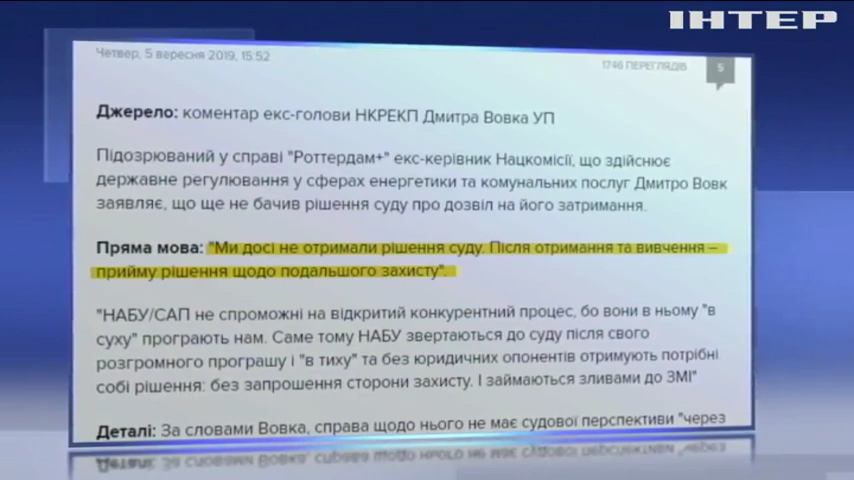 ІНТЕР
Четвер, 5 вересня 2019, 15:52
1746 ПЕРЕГЛЯДІВ
5
Джерело: коментар екс-голови НКРЕКП Дмитра Вовка УП
Підозрюваний у справі "Роттердам+" екс-керівник Нацкомісії, що здійснює
державне регулювання у сферах енергетики та комунальних послуг Дмитро Вовк
заявляє, що ще не бачив рішення суду про дозвіл на його затримання.
Пряма мова: "Ми досі не отримали рішення суду. Після отримання та вивчення –
прийму рішення щодо подальшого захисту".
"НАБУ/САП не спроможні на відкритий конкурентний процес, бо вони в ньому "в
суху" програють нам. Саме тому НАБУ звертаються до суду після свого
розгромного програшу і "в тиху" та без юридичних опонентів отримують потрібні
собі рішення: без запрошення сторони захисту. І займаються зливами до ЗМІ"
Деталі: За словами Вовка, справа щодо нього не має судової перспективи "через